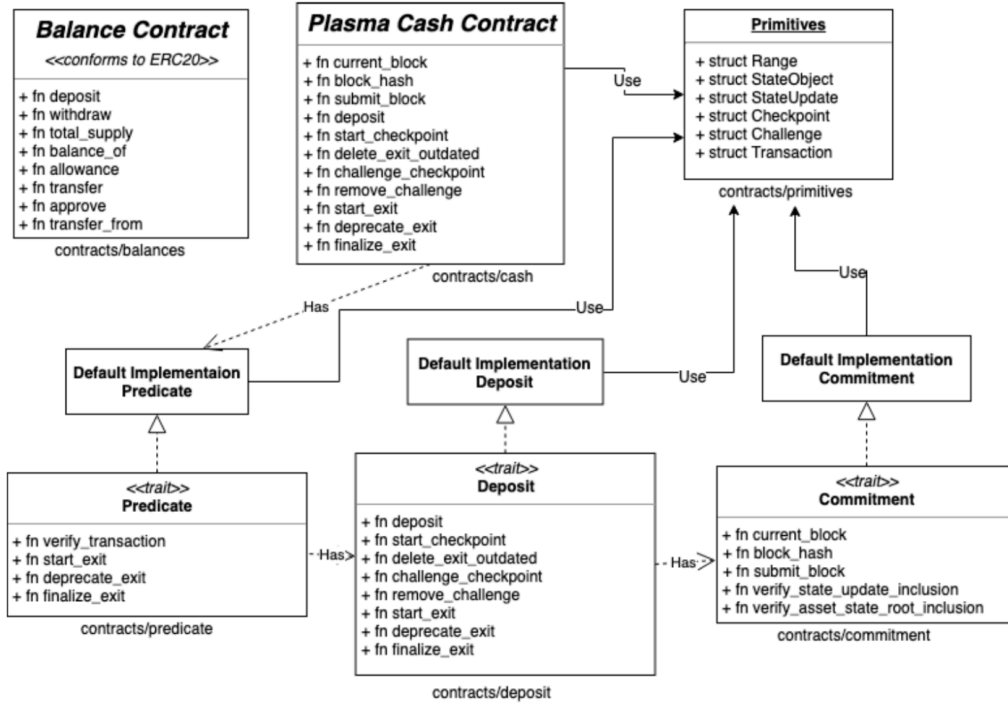 Balance Contract
<<conforms to ERC20>>
+ fn deposit
+ fn withdraw
+ fn total_supply
+ fn balance_of
+ fn allowance
+ fn transfer
+ fn approve
+ fn transfer_from
contracts/balances
Plasma Cash Contract
+ fn current_block
+ fn block_hash
+ fn submit_block
+ fn deposit
+ fn start_checkpoint
+ fn delete_exit_outdated
+ fn challenge_checkpoint
+ fn remove_challenge
+ fn start_exit
+ fn deprecate_exit
+ fn finalize_exit
contracts/cash
Use
Primitives
+ struct Range
+ struct StateObject
+ struct StateUpdate
+ struct Checkpoint
+ struct Challenge
+ struct Transaction
contracts/primitives
Has
Use
Use
Default Implementaion
Predicate
Default Implementation
Deposit
Use
Default Implementation
Commitment
<<trait>>
Predicate
+ fn verify_transaction
+ fn start_exit
+ fn deprecate_exit
+ fn finalize_exit
contracts/predicate
Has
<<trait>>
Deposit
+ fn deposit
+ fn start_checkpoint
+ fn delete_exit_outdated
+ fn challenge_checkpoint
+ fn remove_challenge
+ fn start_exit
+ fn deprecate_exit
+ fn finalize_exit
contracts/deposit
Has
<<trait>>
Commitment
+ fn current_block
+ fn block_hash
+ fn submit_block
+ fn verify_state_update_inclusion
+ fn verify_asset_state_root_inclusion
contracts/commitment